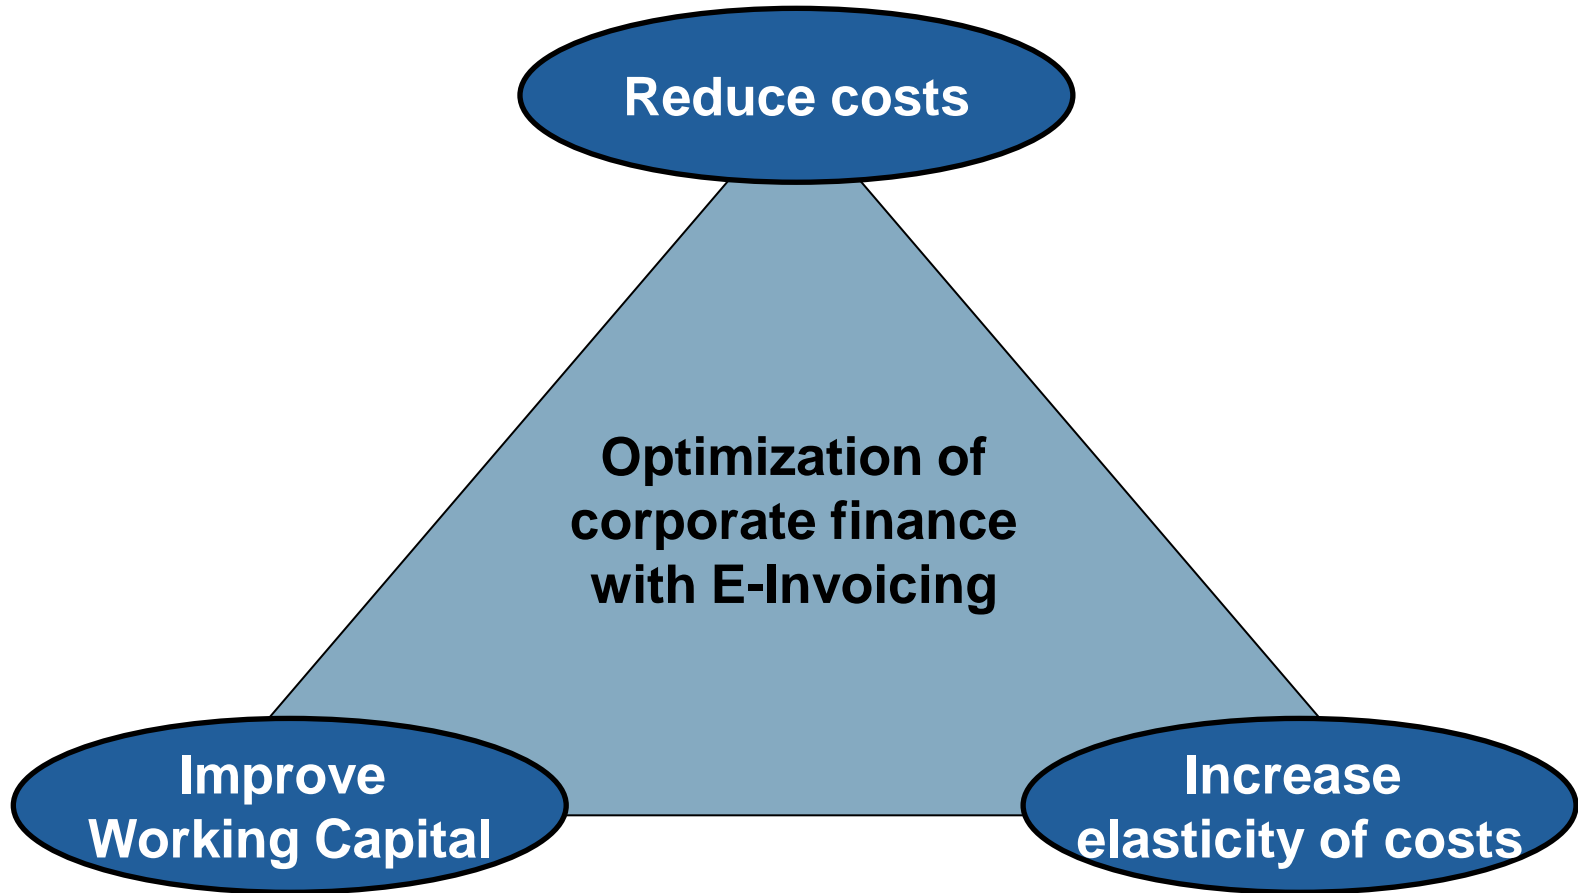 Reduce costs
Optimization of
corporate finance
with E-Invoicing
Improve
Working Capital
Increase
elasticity of costs